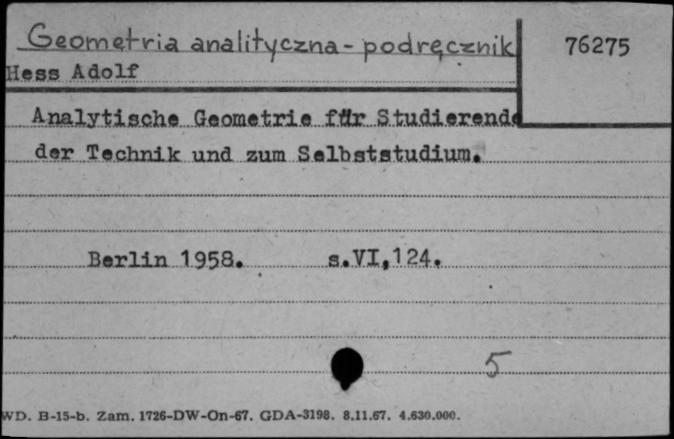 Geometria analityczna - podręcznik
76275
Hess Adolf
Analytische Geometrie für Studierende
der Technik und zum Selbststudium.
Berlin 1958. s.VI,124.
5
WD. B-15-b. Zam. 1726-DW-On-67. GDA-3198. 8.11.67. 4.630.000.